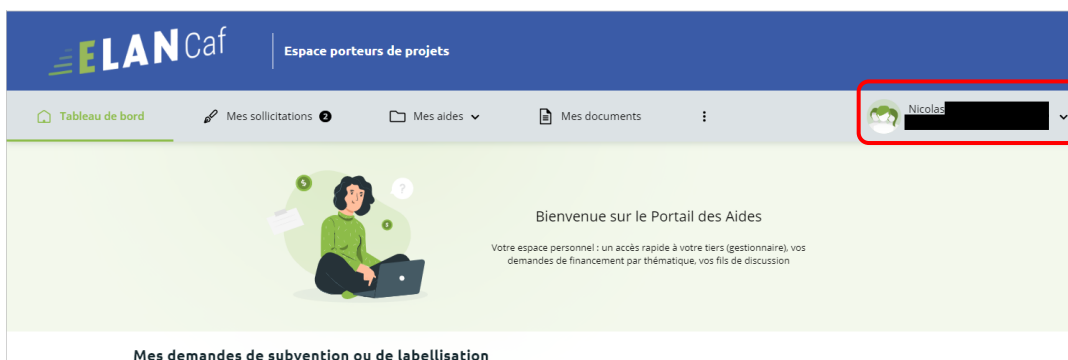 ELAN Caf
Espace porteurs de projets
Tableau de bord
Mes sollicitations 2
Mes aides
Mes documents
Nicolas
?
Bienvenue sur le Portail des Aides
Votre espace personnel : un accès rapide à votre tiers (gestionnaire), vos
demandes de financement par thématique, vos fils de discussion
Mes demandes de subvention ou de labellisation